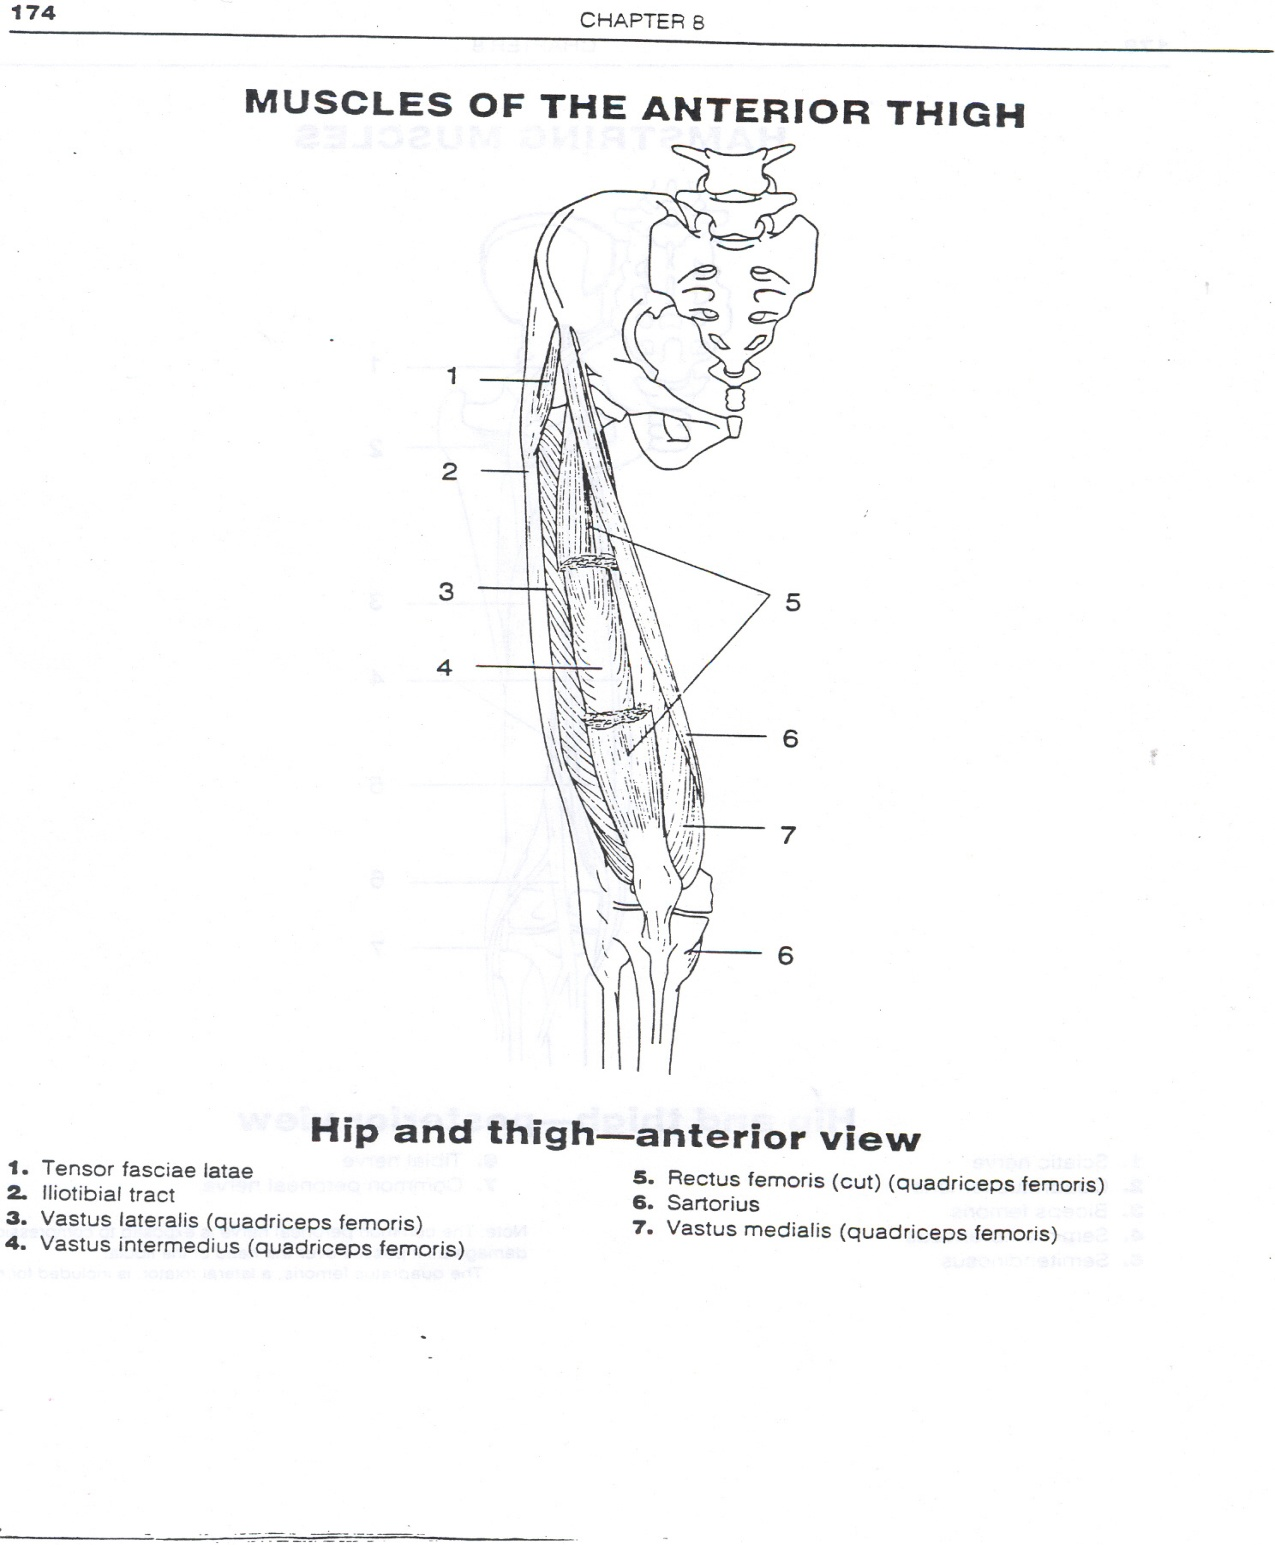 174
CHAPTER 8
MUSCLES OF THE ANTERIOR THIGH
1
2
3
5
4
6
7
6
Hip and thigh—anterior view
1. Tensor fasciae latae
2. Iliotibial tract
3. Vastus lateralis (quadriceps femoris)
4. Vastus intermedius (quadriceps femoris)
5. Rectus femoris (cut) (quadriceps femoris)
6. Sartorius
7. Vastus medialis (quadriceps femoris)